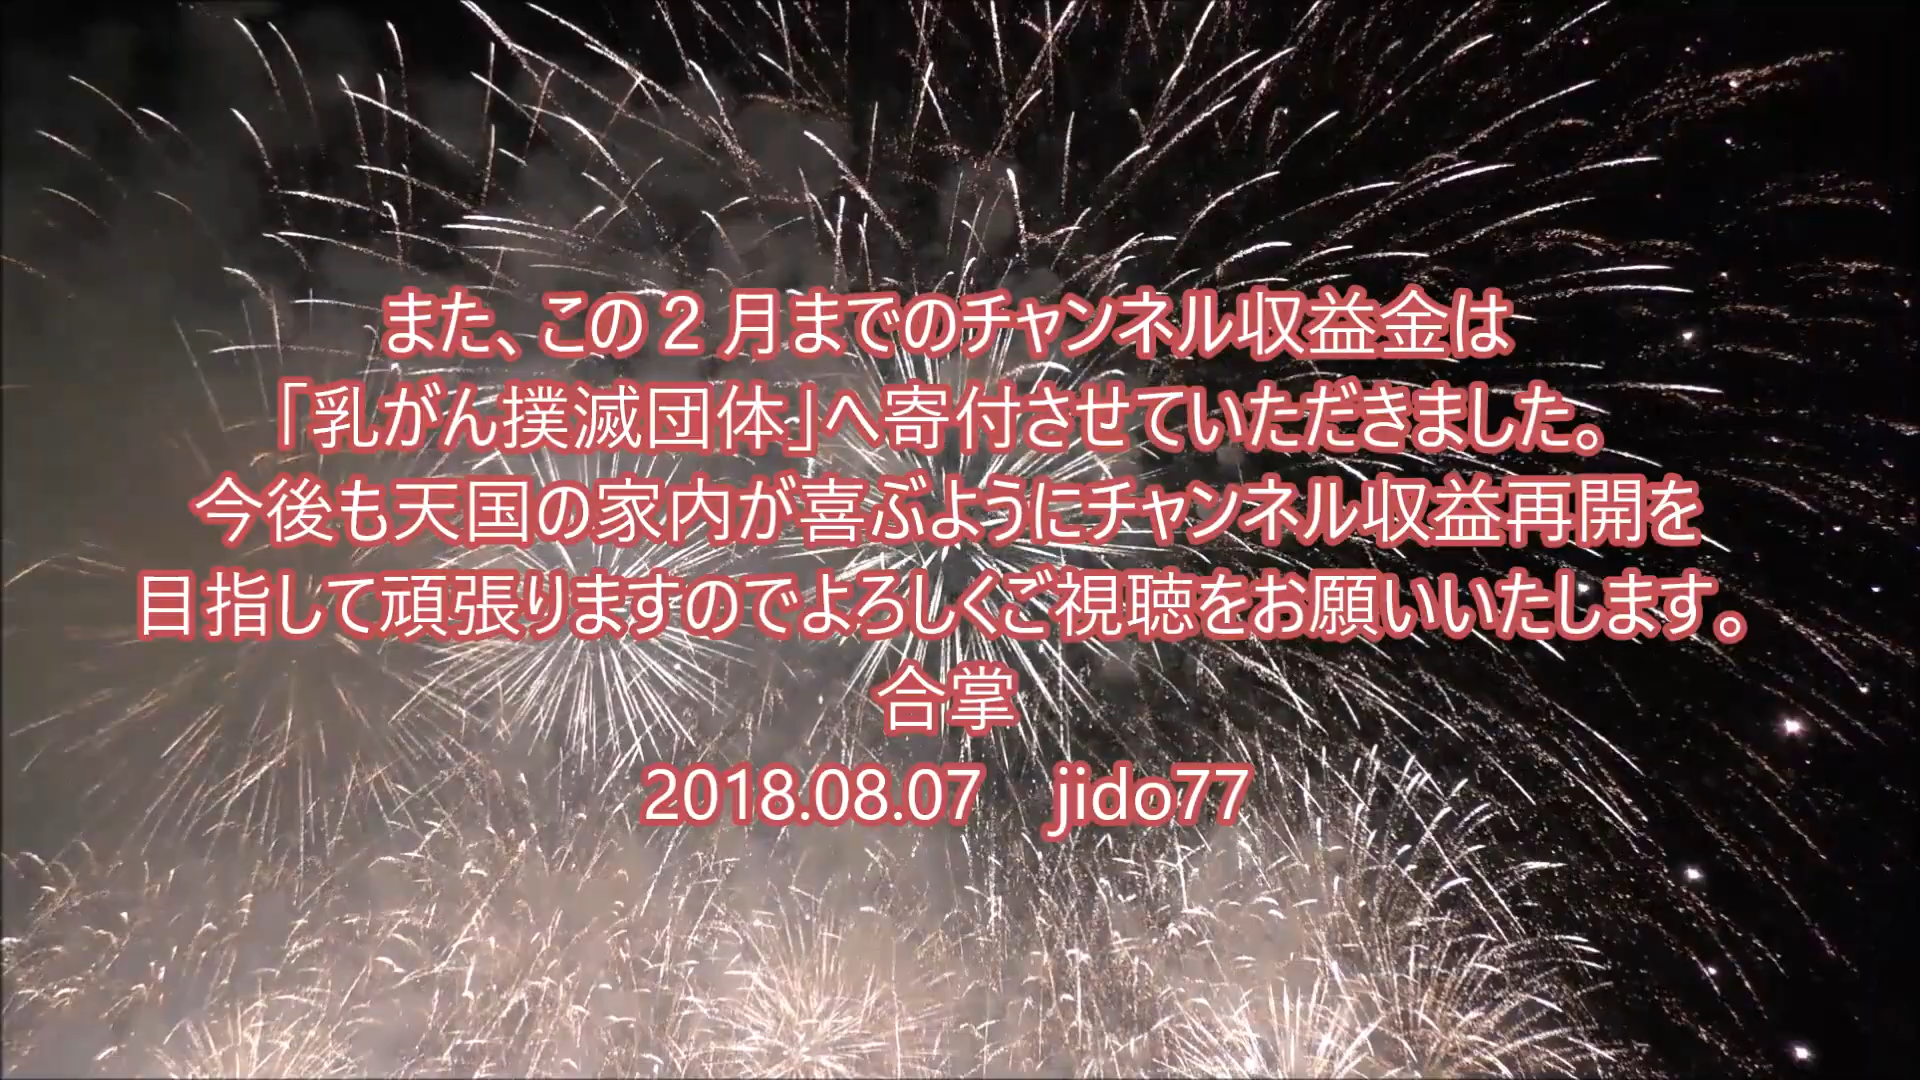 また、この２月までのチャンネル収益金は
「乳がん撲滅団体」へ寄付させていただきました。
今後も天国の家内が喜ぶようにチャンネル収益再開を
目指して頑張りますのでよろしくご視聴をお願いいたします。
合掌
2018.08.07　jido77